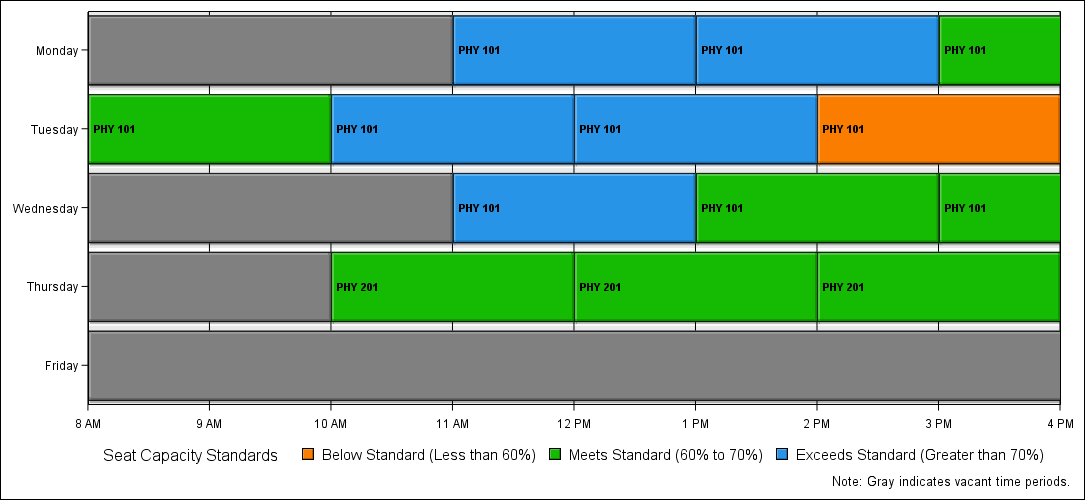 Monday
PHY 101 PHY 101 PHY 101
Tuesday
PHY 101 PHY 101 PHY 101 PHY 101
Wednesday
PHY 101 PHY 101 PHY 101
Thursday
PHY 201 PHY 201 PHY 201
Friday
8 AM 9 AM 10 AM 11 AM 12 PM 1 PM 2 PM 3 PM 4 PM
Seat Capacity Standards Below Standard (Less than 60%) Meets Standard (60% to 70%) Exceeds Standard (Greater than 70%)
Note: Gray indicates vacant time periods.